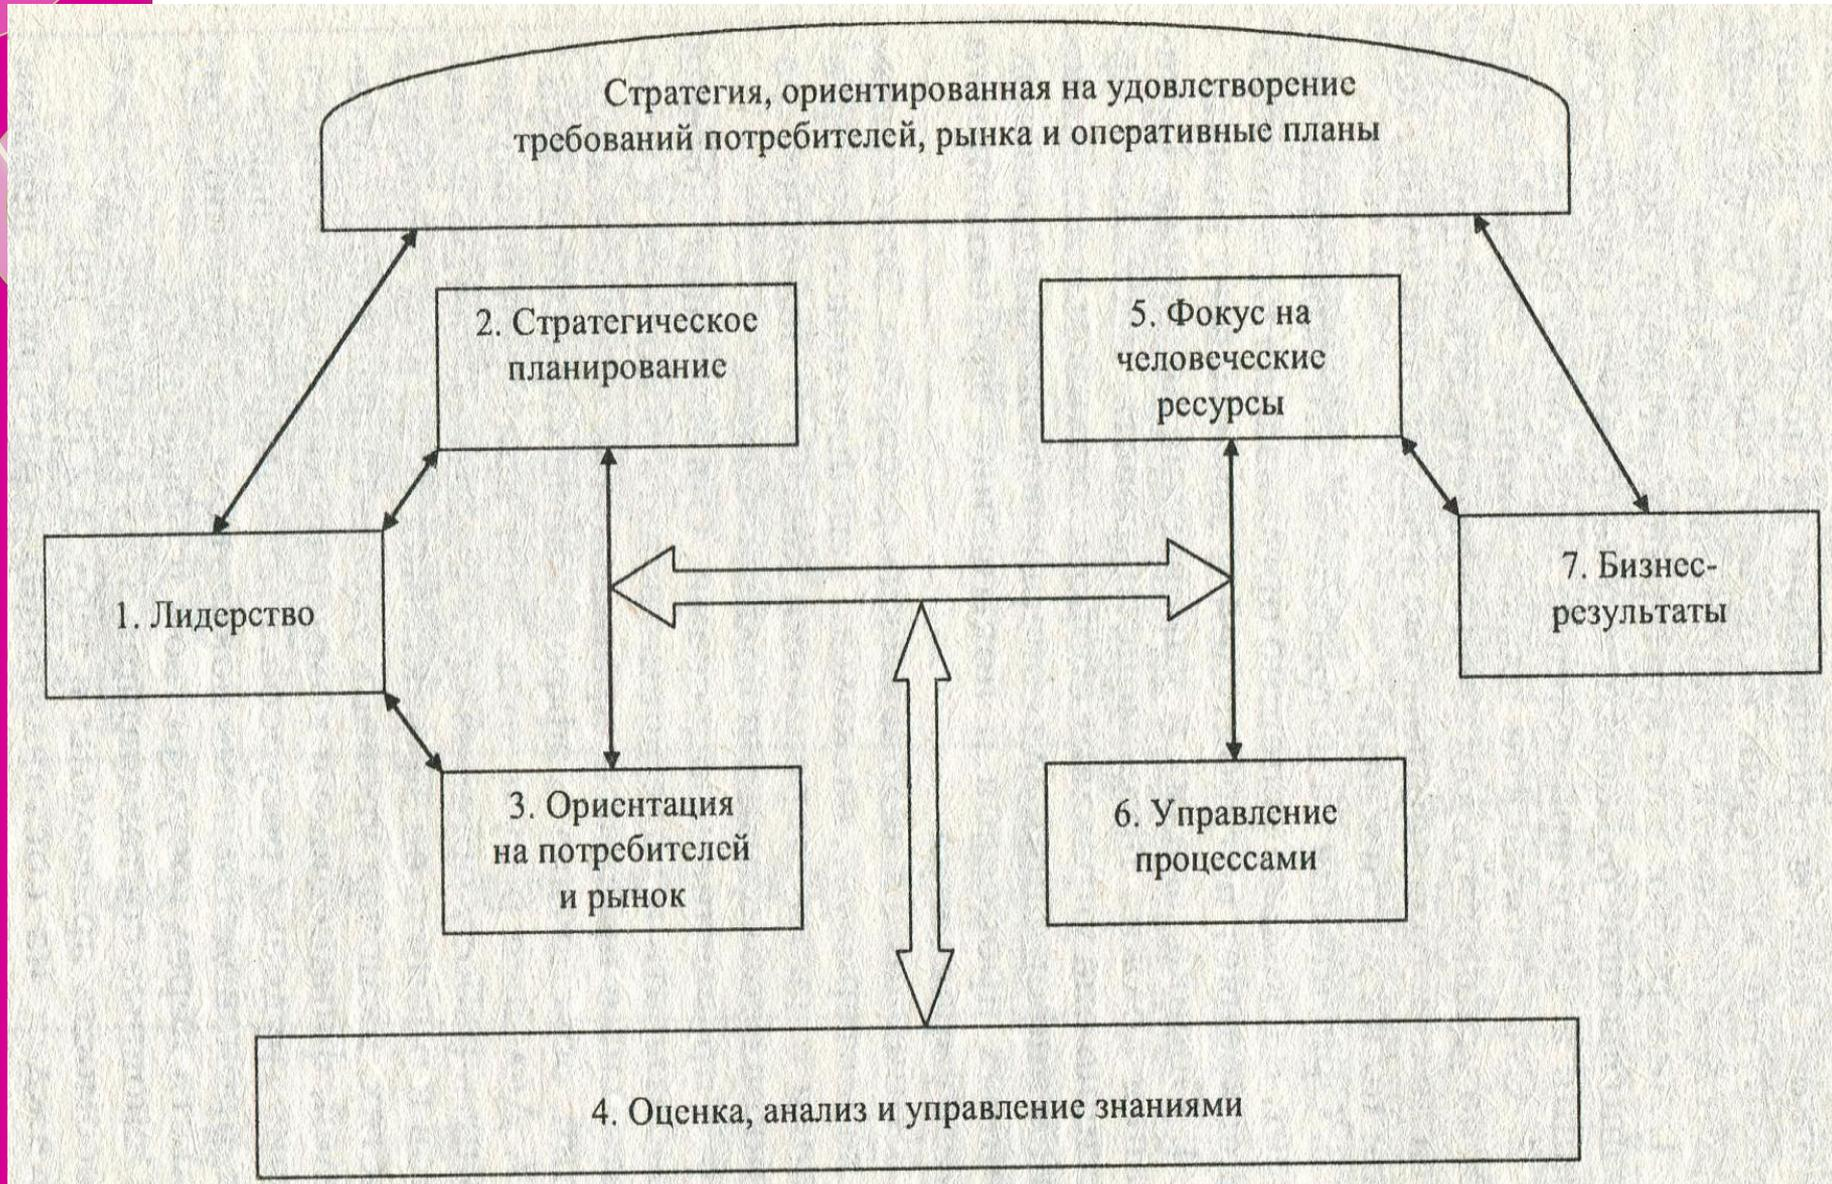 Стратегия, ориентированная на удовлетворение
требований потребителей, рынка и оперативные планы
2. Стратегическое
планирование
5. Фокус на
человеческие
ресурсы
1. Лидерство
7. Бизнес-
результаты
3. Ориентация
на потребителей
и рынок
6. Управление
процессами
4. Оценка, анализ и управление знаниями